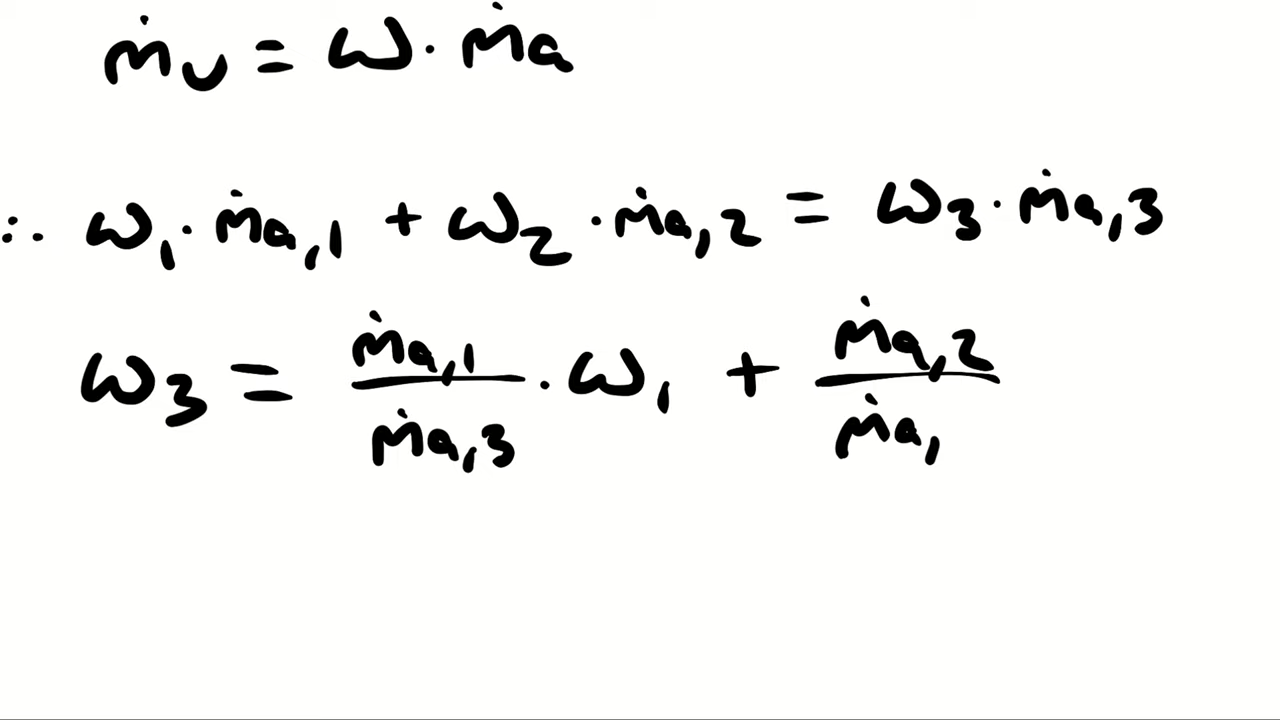 ṁv = ω · ṁa
∴ ω₁ · ṁa,1 + ω₂ · ṁa,2 = ω₃ · ṁa,3
ω₃ = ṁa,1/ṁa,3 · ω₁ + ṁa,2/ṁa,